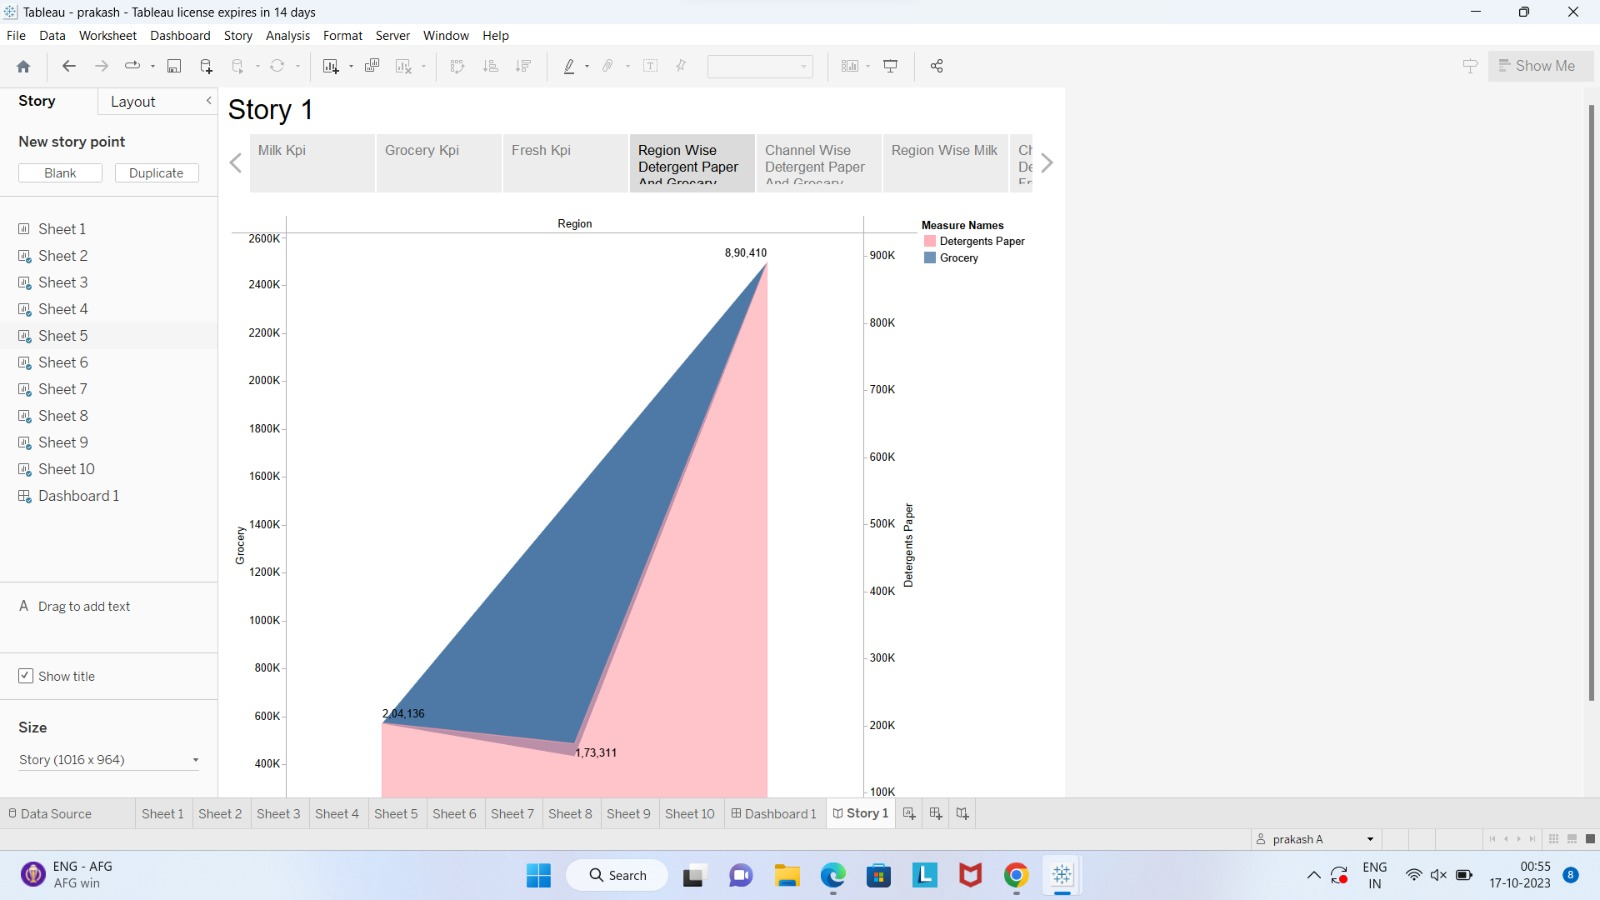 Tableau - prakash - Tableau license expires in 14 days
File Data Worksheet Dashboard Story Analysis Format Server Window Help
Show Me
Story Layout
New story point
Blank Duplicate
Sheet 1
Sheet 2
Sheet 3
Sheet 4
Sheet 5
Sheet 6
Sheet 7
Sheet 8
Sheet 9
Sheet 10
Dashboard 1
A Drag to add text
Show title
Size
Story (1016 x 964)
Story 1
Milk Kpi
Grocery Kpi
Fresh Kpi
Region Wise
Detergent Paper
And Grocary
Channel Wise
Detergent Paper
And Grocary
Region Wise Milk
Ch
De
Fr
Region
2600K
2400K
2200K
2000K
1800K
1600K
1400K
1200K
1000K
800K
600K
400K
Grocery
8,90,410
2,04,136
1,73,311
900K
800K
700K
600K
500K
400K
300K
200K
100K
Detergents Paper
Measure Names
Detergents Paper
Grocery
Data Source Sheet 1 Sheet 2 Sheet 3 Sheet 4 Sheet 5 Sheet 6 Sheet 7 Sheet 8 Sheet 9 Sheet 10 Dashboard 1 Story 1
prakash A
ENG - AFG
AFG win
Search
L
ENG
IN
00:55
17-10-2023
8